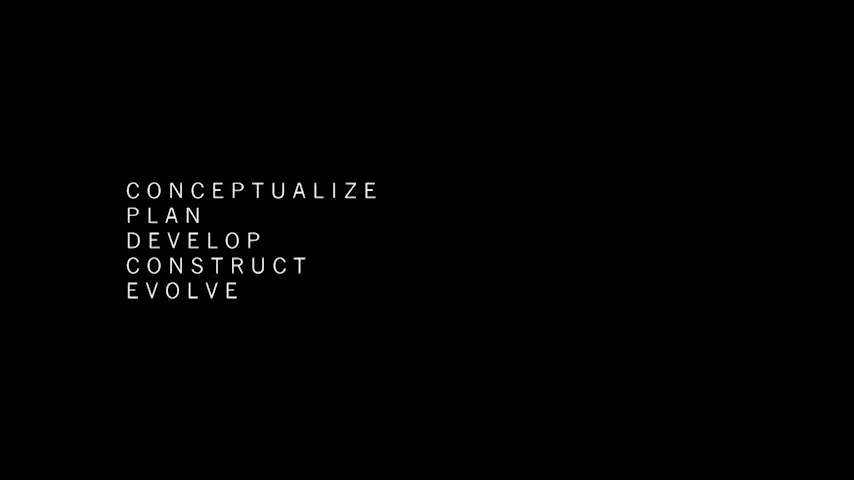 CONCEPTUALIZE
PLAN
DEVELOP
CONSTRUCT
EVOLVE